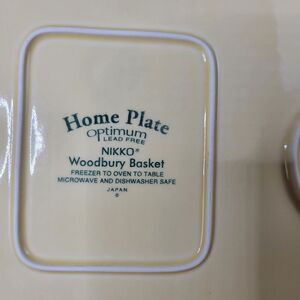 Home Plate
Optimum
LEAD FREE
NIKKO®
Woodbury Basket
FREEZER TO OVEN TO TABLE
MICROWAVE AND DISHWASHER SAFE
JAPAN
®